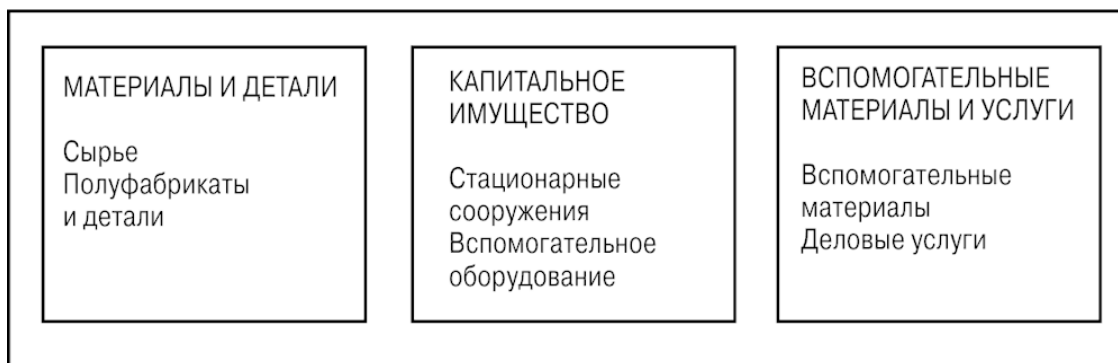 МАТЕРИАЛЫ И ДЕТАЛИ
Сырье
Полуфабрикаты
и детали
КАПИТАЛЬНОЕ
ИМУЩЕСТВО
Стационарные
сооружения
Вспомогательное
оборудование
ВСПОМОГАТЕЛЬНЫЕ
МАТЕРИАЛЫ И УСЛУГИ
Вспомогательные
материалы
Деловые услуги